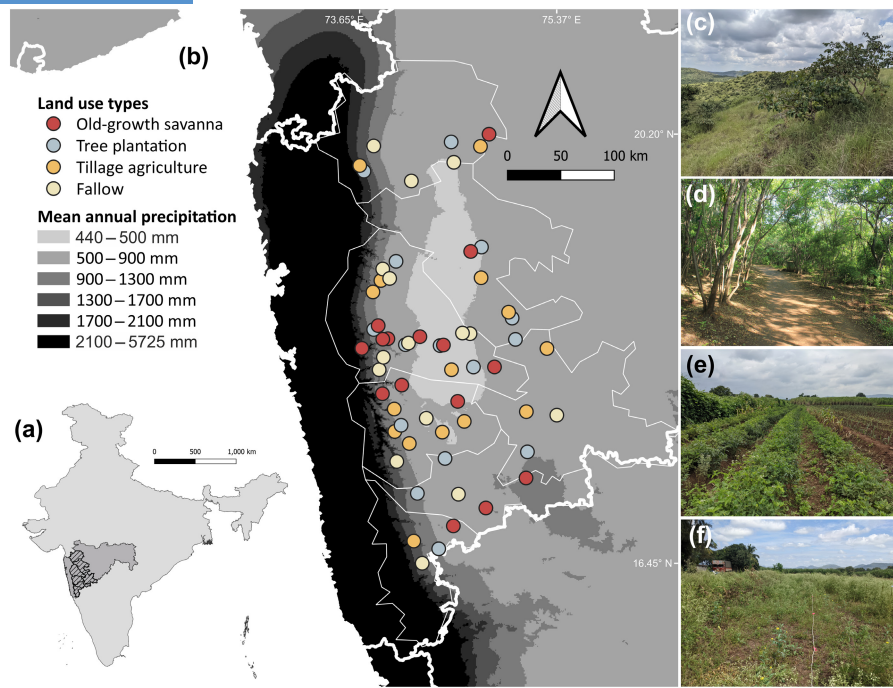 73.65° E
75.37° E
(c)
(b)
Land use types
Old-growth savanna
Tree plantation
Tillage agriculture
Fallow
20.20° N
0 50 100 km
Mean annual precipitation
440 – 500 mm
500 – 900 mm
900 – 1300 mm
1300 – 1700 mm
1700 – 2100 mm
2100 – 5725 mm
(d)
(e)
(a)
0 500 1,000 km
(f)
16.45° N